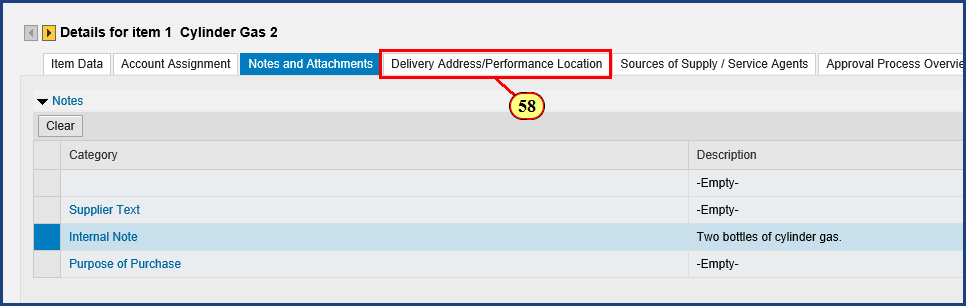 Details for item 1 Cylinder Gas 2
Item Data Account Assignment Notes and Attachments Delivery Address/Performance Location Sources of Supply / Service Agents Approval Process Overvie
58
Notes
Clear
Category Description
-Empty-
Supplier Text -Empty-
Internal Note Two bottles of cylinder gas.
Purpose of Purchase -Empty-